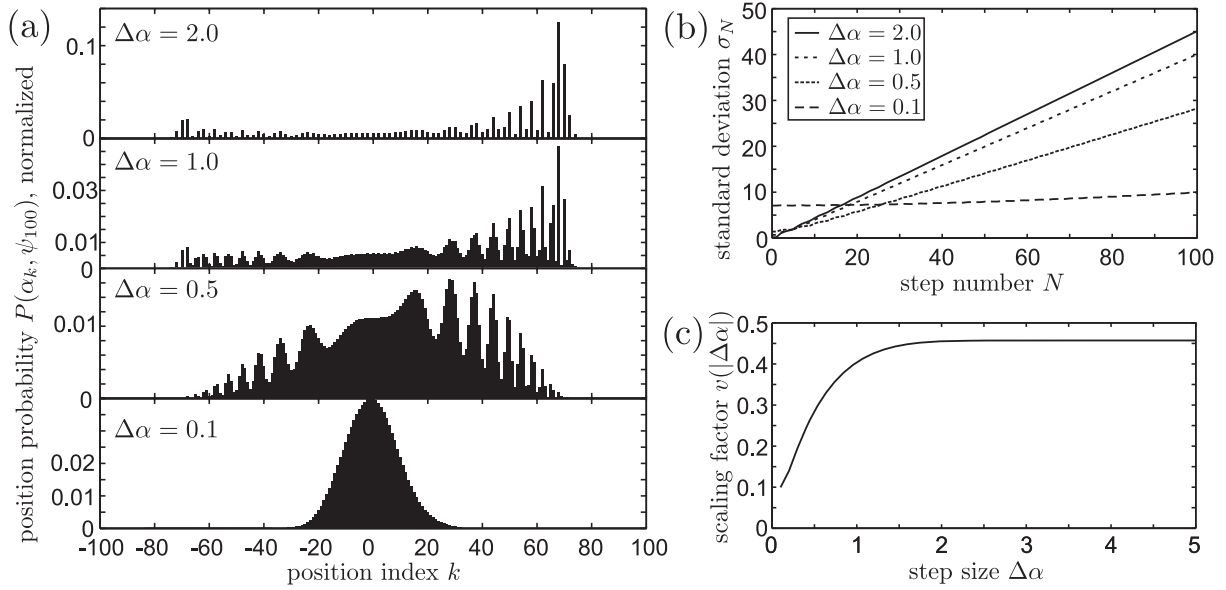 (a)
position probability P(α_k, ψ_100), normalized
Δα = 2.0
0.1
0
Δα = 1.0
0.03
0.01
0
Δα = 0.5
0.01
0
Δα = 0.1
0.02
0.01
0
-100 -80 -60 -40 -20 0 20 40 60 80 100
position index k
(b)
standard deviation σ_N
50
40
30
20
10
0
Δα = 2.0
Δα = 1.0
Δα = 0.5
Δα = 0.1
0 20 40 60 80 100
step number N
(c)
scaling factor v(|Δα|)
0.5
0.4
0.3
0.2
0.1
0
0 1 2 3 4 5
step size Δα